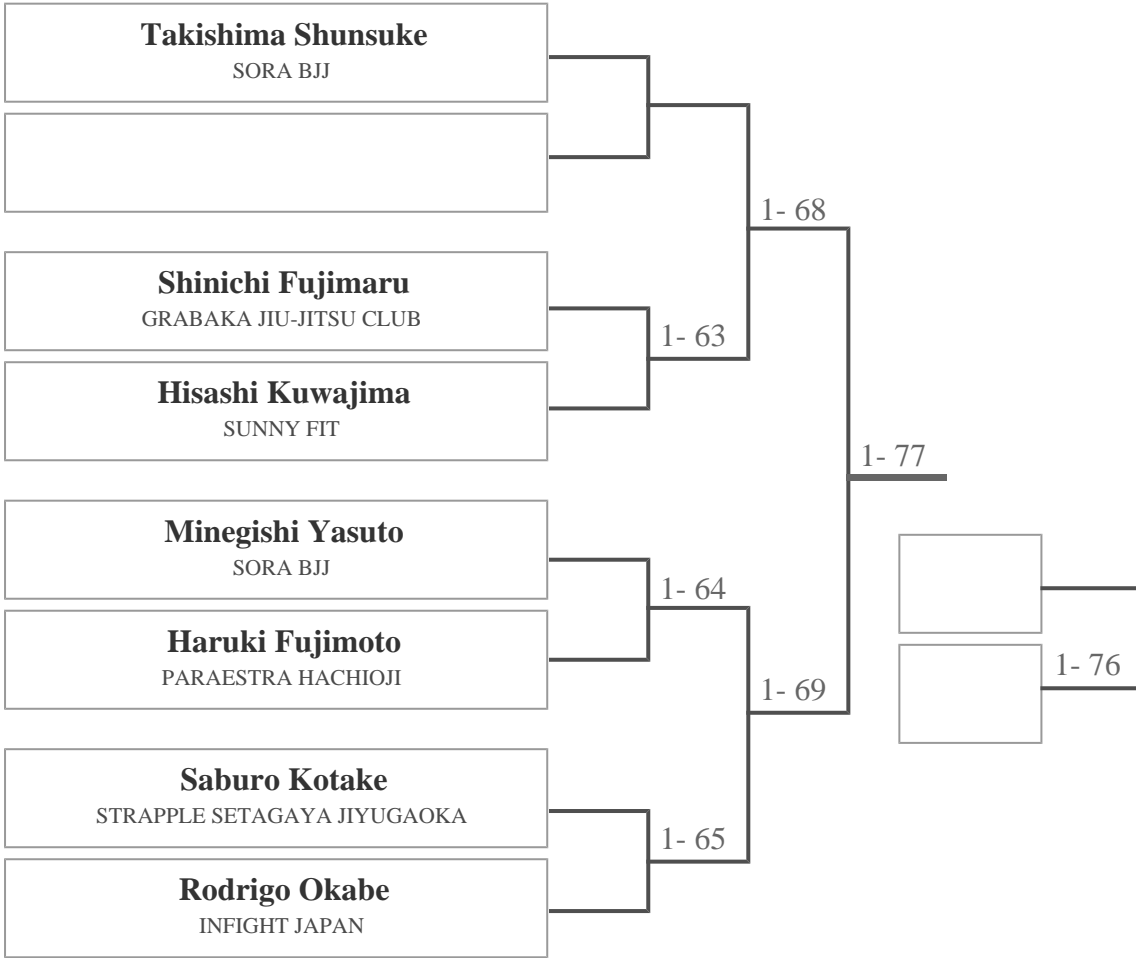 Takishima Shunsuke
SORA BJJ
1- 68
Shinichi Fujimaru
GRABAKA JIU-JITSU CLUB
1- 63
Hisashi Kuwajima
SUNNY FIT
1- 77
Minegishi Yasuto
SORA BJJ
1- 64
Haruki Fujimoto
PARAESTRA HACHIOJI
1- 76
1- 69
Saburo Kotake
STRAPPLE SETAGAYA JIYUGAOKA
1- 65
Rodrigo Okabe
INFIGHT JAPAN